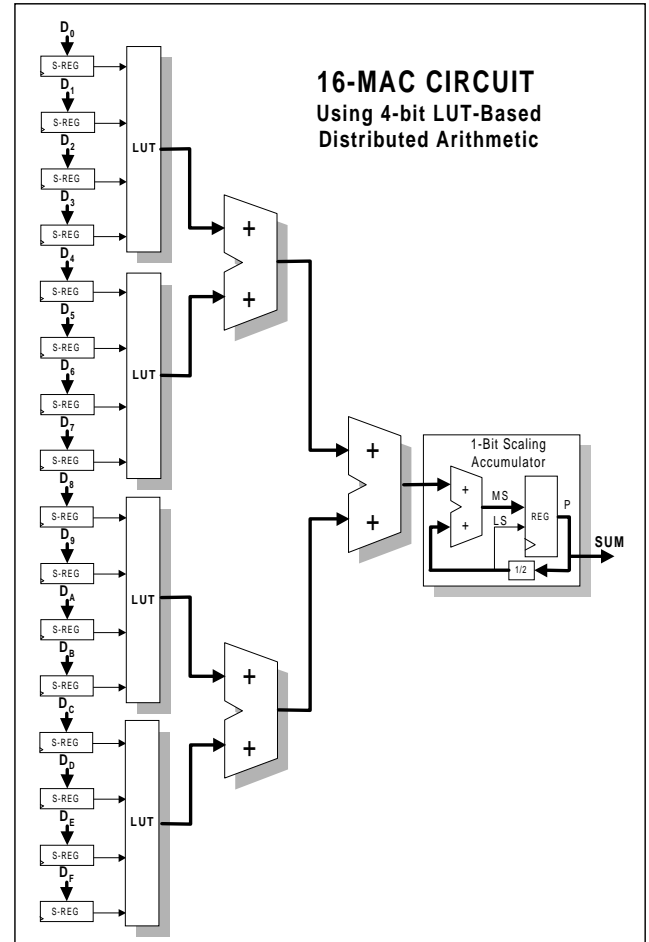 16-MAC CIRCUIT
Using 4-bit LUT-Based
Distributed Arithmetic
D0
S-REG
D1
S-REG
D2
S-REG
D3
S-REG
LUT
D4
S-REG
D5
S-REG
D6
S-REG
D7
S-REG
LUT
D8
S-REG
D9
S-REG
DA
S-REG
DB
S-REG
LUT
DC
S-REG
DD
S-REG
DE
S-REG
DF
S-REG
LUT
+
+
+
+
+
+
1-Bit Scaling
Accumulator
+
+
MS
LS
REG
P
1/2
SUM